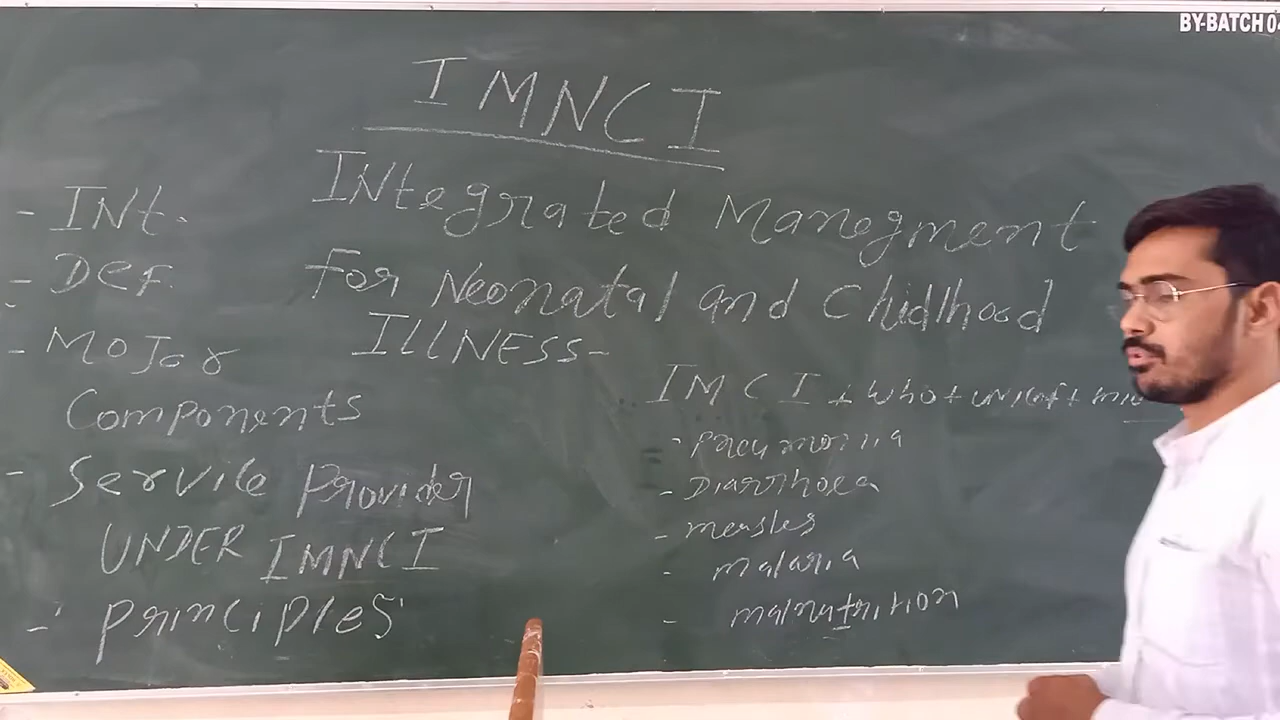 BY-BATCH 04
IMNCI
INtegrated Manegment
For Neonatal and Chidlhood
ILLNESS-
- INt.
- DEF.
- MoJor
Components
- Service Provider
UNDER IMNCI
- Principles
IMCI + WHO + UNICEF +
- Pneumonia
- Diarrhoea
- measles
- malaria
- malnutrition